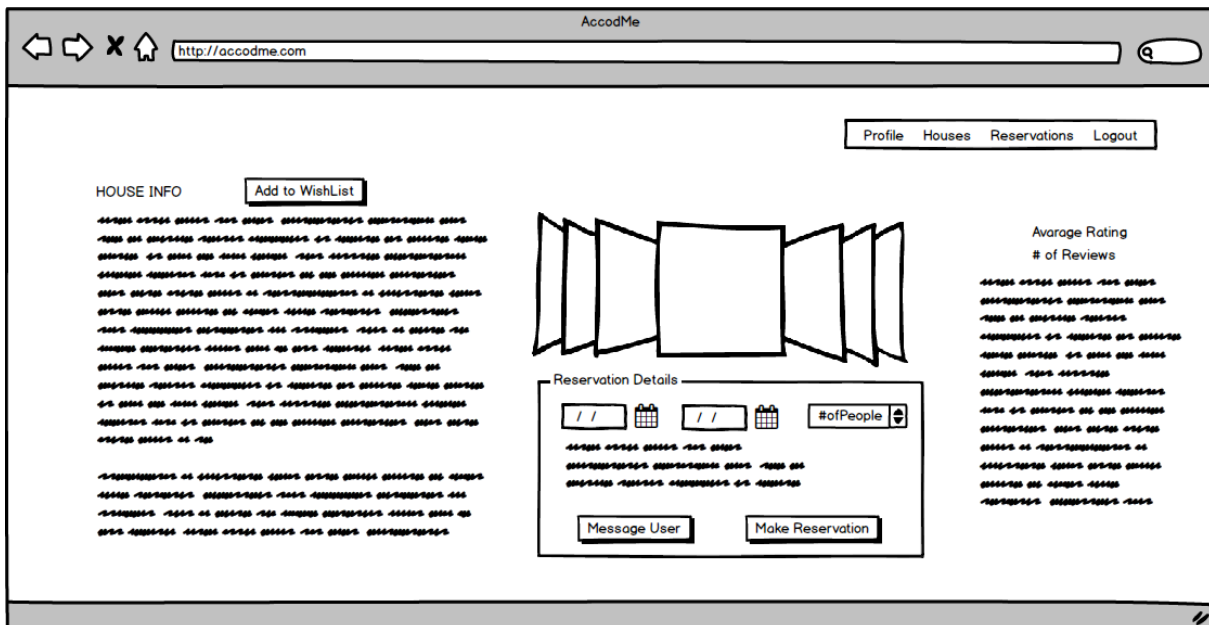 AccodMe
http://accodme.com
Profile Houses Reservations Logout
HOUSE INFO
Add to WishList
Avarage Rating
# of Reviews
Reservation Details
/ / / / #ofPeople
Message User Make Reservation